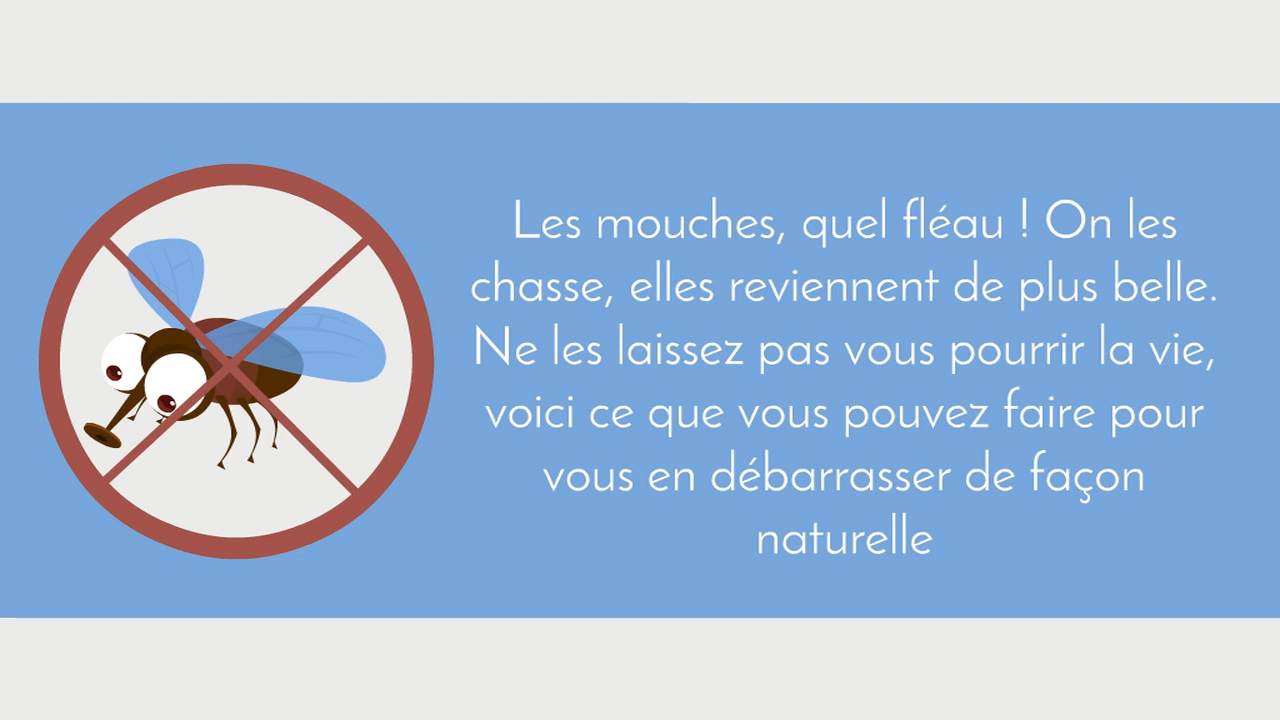 Les mouches, quel fléau ! On les
chasse, elles reviennent de plus belle.
Ne les laissez pas vous pourrir la vie,
voici ce que vous pouvez faire pour
vous en débarrasser de façon
naturelle